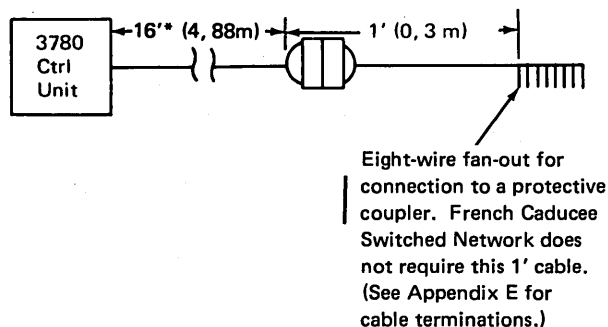 3780
Ctrl
Unit
16'* (4, 88m)
1' (0, 3 m)
Eight-wire fan-out for
connection to a protective
coupler. French Caducee
Switched Network does
not require this 1' cable.
(See Appendix E for
cable terminations.)